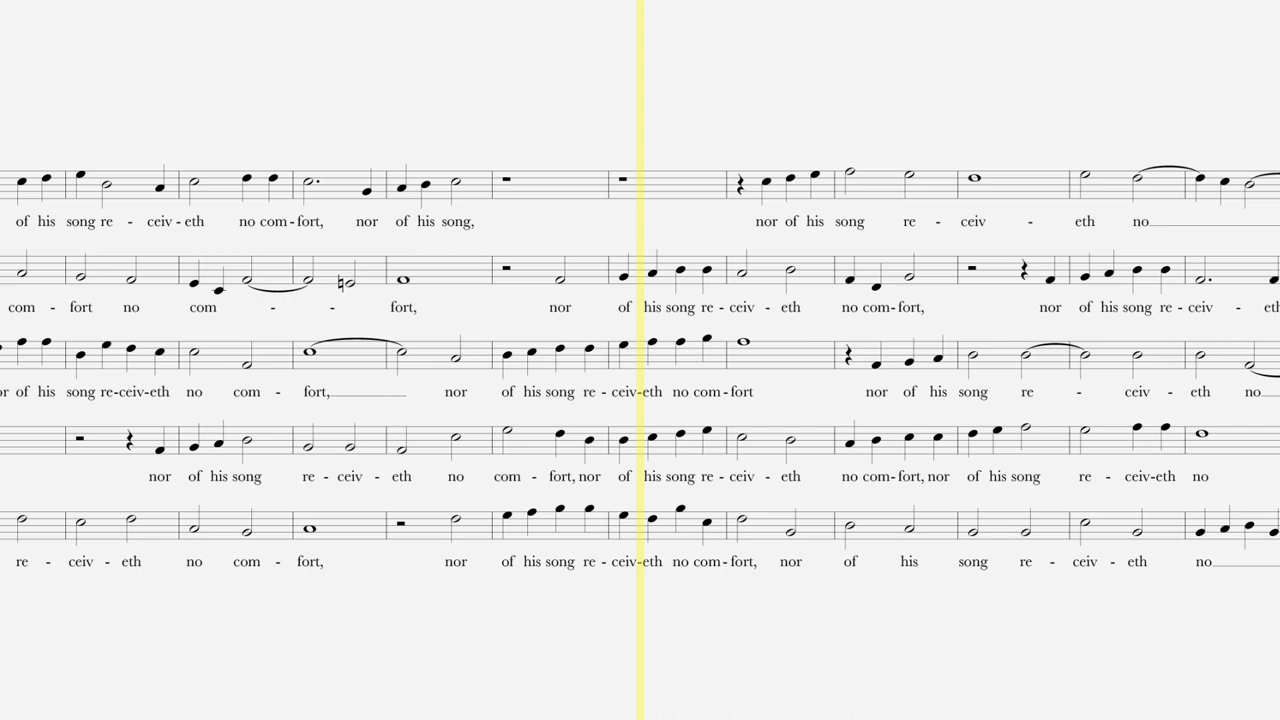 of his song re - ceiv - eth no com - fort, nor of his song, nor of his song re - ceiv - eth no
com - fort no com - - fort, nor of his song re - ceiv - eth no com - fort, nor of his song re - ceiv - eth
or of his song re - ceiv - eth no com - fort, nor of his song re - ceiv - eth no com - fort nor of his song re - ceiv - eth no
nor of his song re - ceiv - eth no com - fort, nor of his song re - ceiv - eth no com - fort, nor of his song re - ceiv - eth no
re - ceiv - eth no com - fort, nor of his song re - ceiv - eth no com - fort, nor of his song re - ceiv - eth no